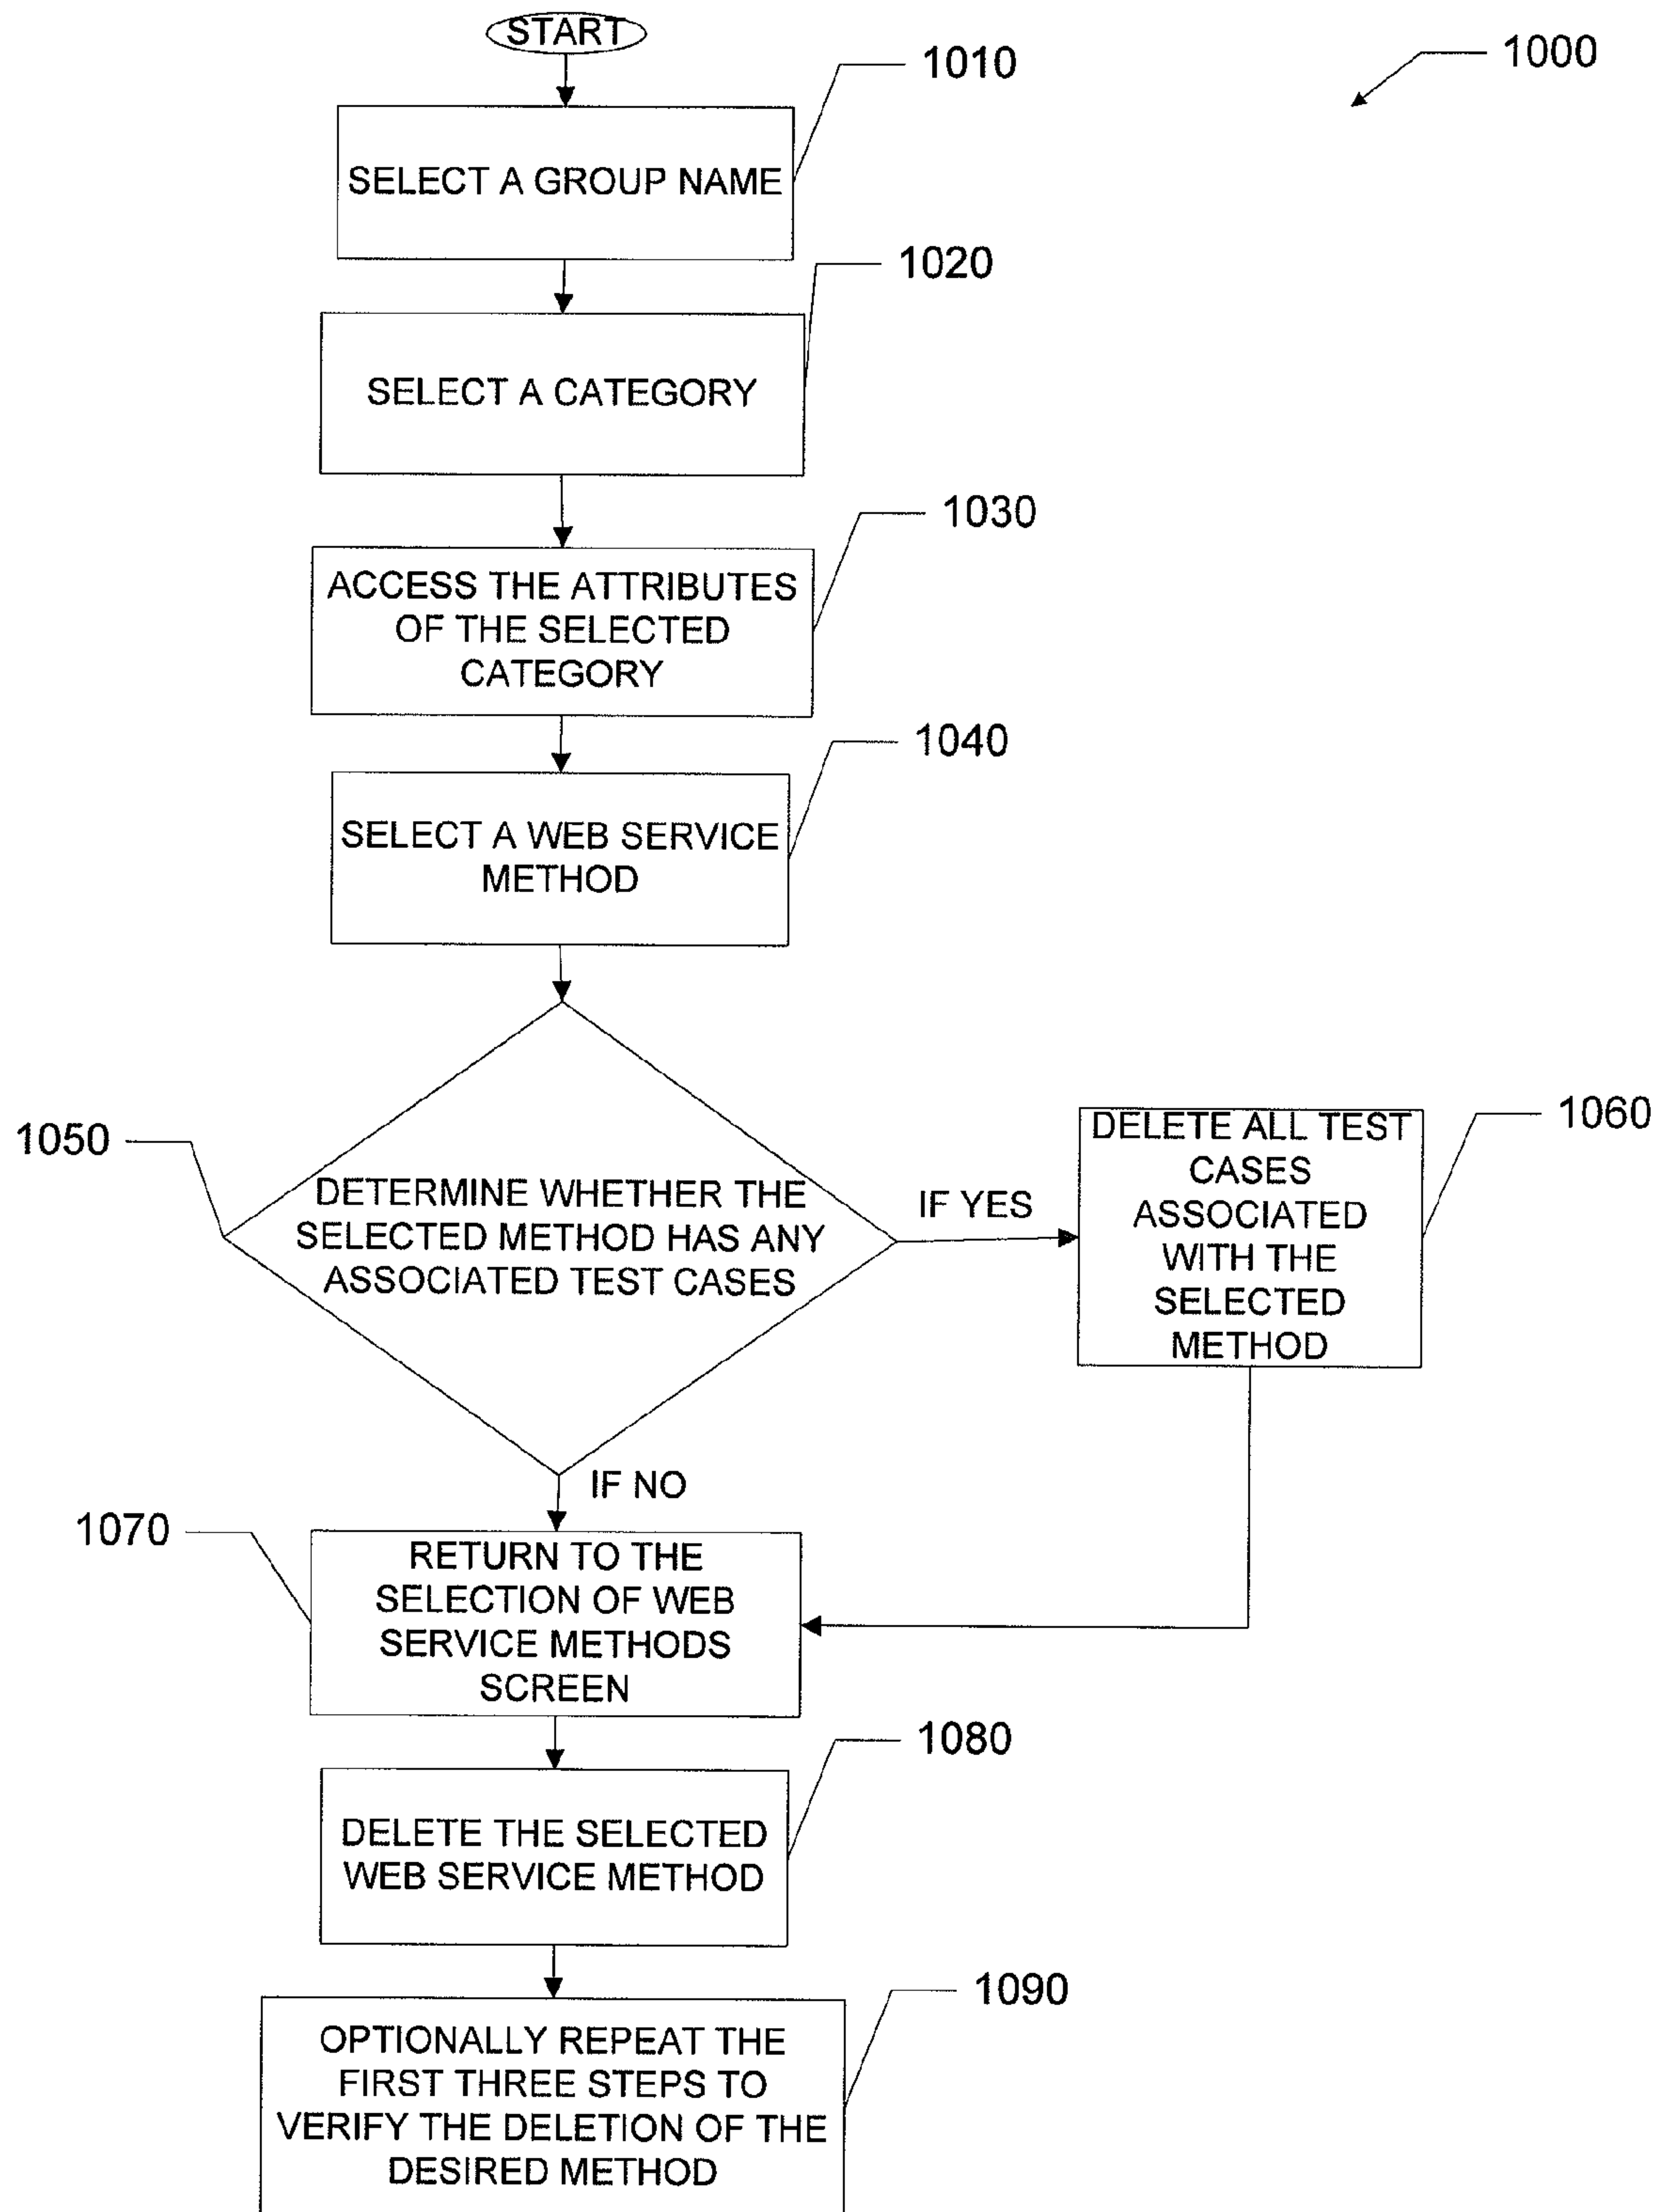 START
1000
1010
SELECT A GROUP NAME
1020
SELECT A CATEGORY
1030
ACCESS THE ATTRIBUTES
OF THE SELECTED
CATEGORY
1040
SELECT A WEB SERVICE
METHOD
1050
DETERMINE WHETHER THE
SELECTED METHOD HAS ANY
ASSOCIATED TEST CASES
IF YES
1060
DELETE ALL TEST
CASES
ASSOCIATED
WITH THE
SELECTED
METHOD
IF NO
1070
RETURN TO THE
SELECTION OF WEB
SERVICE METHODS
SCREEN
1080
DELETE THE SELECTED
WEB SERVICE METHOD
1090
OPTIONALLY REPEAT THE
FIRST THREE STEPS TO
VERIFY THE DELETION OF THE
DESIRED METHOD